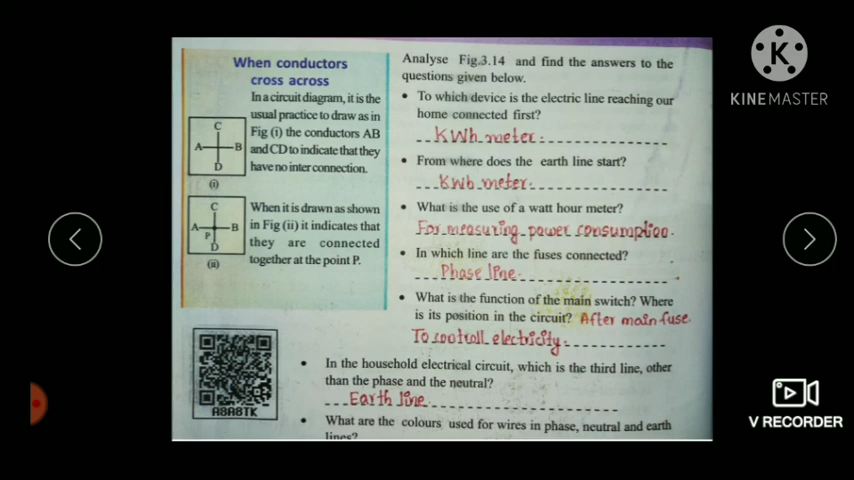 When conductors
cross across
In a circuit diagram, it is the
usual practice to draw as in
Fig (i) the conductors AB
and CD to indicate that they
have no inter connection.
C
A
B
D
(i)
When it is drawn as shown
in Fig (ii) it indicates that
they are connected
together at the point P.
C
A
B
P
D
(ii)
A8A8TK
Analyse Fig.3.14 and find the answers to the
questions given below.
• To which device is the electric line reaching our
home connected first?
KWh meter.
• From where does the earth line start?
KWh meter.
• What is the use of a watt hour meter?
For measuring power consumption.
• In which line are the fuses connected?
Phase line.
• What is the function of the main switch? Where
is its position in the circuit? After main fuse.
To controll electricity.
• In the household electrical circuit, which is the third line, other
than the phase and the neutral?
Earth line
• What are the colours used for wires in phase, neutral and earth
lines?
K
KINEMASTER
V RECORDER